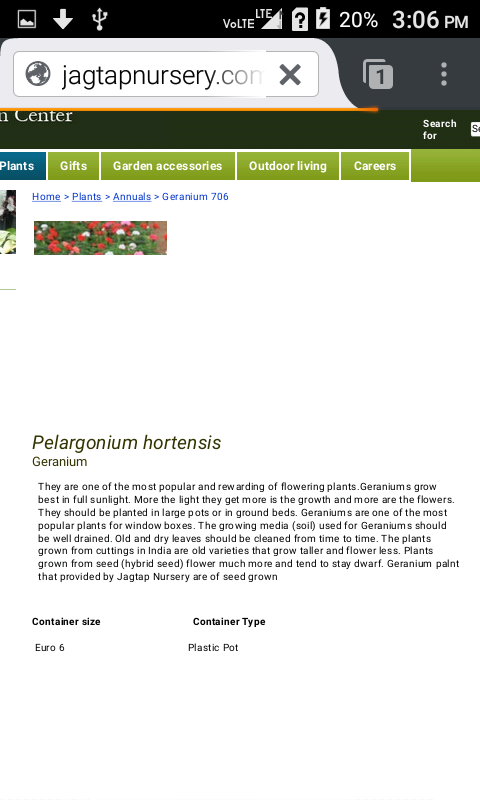 VoLTE LTE 20% 3:06 PM
jagtapnursery.com
1
n Center
Search
for
Plants Gifts Garden accessories Outdoor living Careers
Home > Plants > Annuals > Geranium 706
Pelargonium hortensis
Geranium
They are one of the most popular and rewarding of flowering plants.Geraniums grow
best in full sunlight. More the light they get more is the growth and more are the flowers.
They should be planted in large pots or in ground beds. Geraniums are one of the most
popular plants for window boxes. The growing media (soil) used for Geraniums should
be well drained. Old and dry leaves should be cleaned from time to time. The plants
grown from cuttings in India are old varieties that grow taller and flower less. Plants
grown from seed (hybrid seed) flower much more and tend to stay dwarf. Geranium palnt
that provided by Jagtap Nursery are of seed grown
Container size Container Type
Euro 6 Plastic Pot